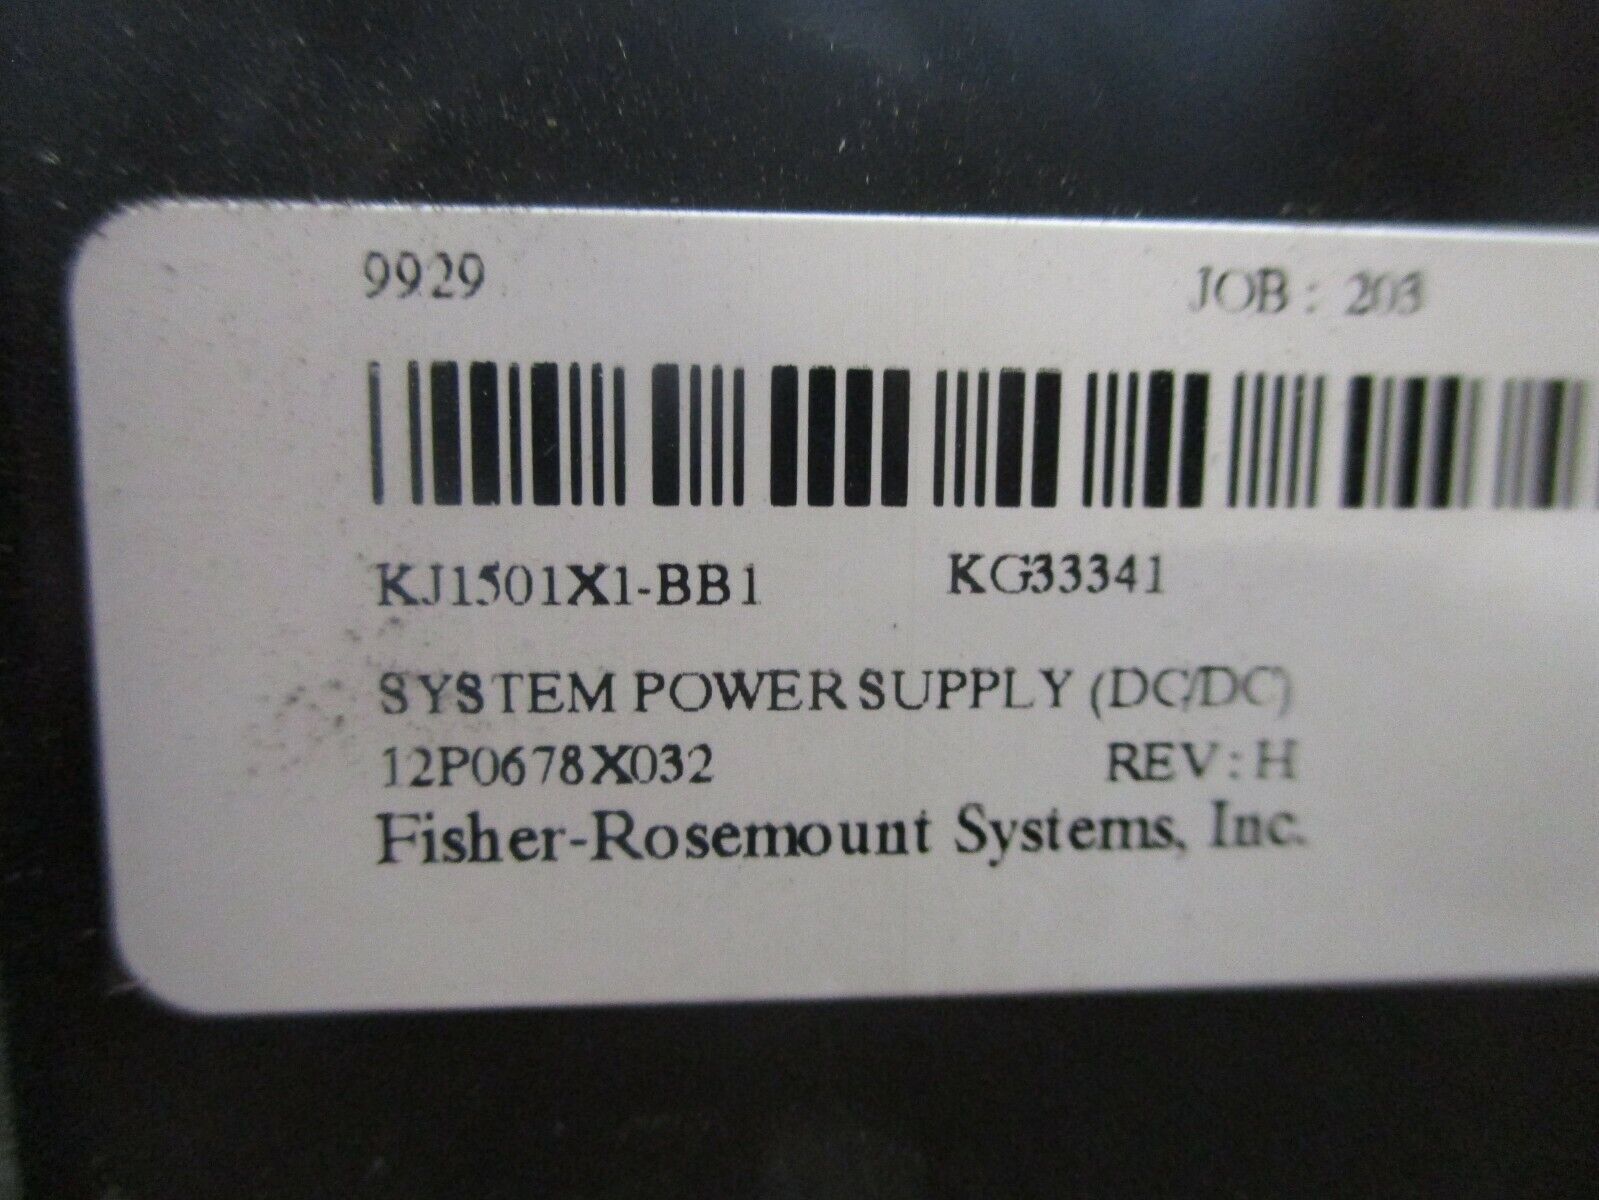 9929 JOB: 203
KJ1501X1-BB1 KG33341
SYSTEM POWER SUPPLY (DC/DC)
12P0678X032 REV:H
Fisher-Rosemount Systems, Inc.